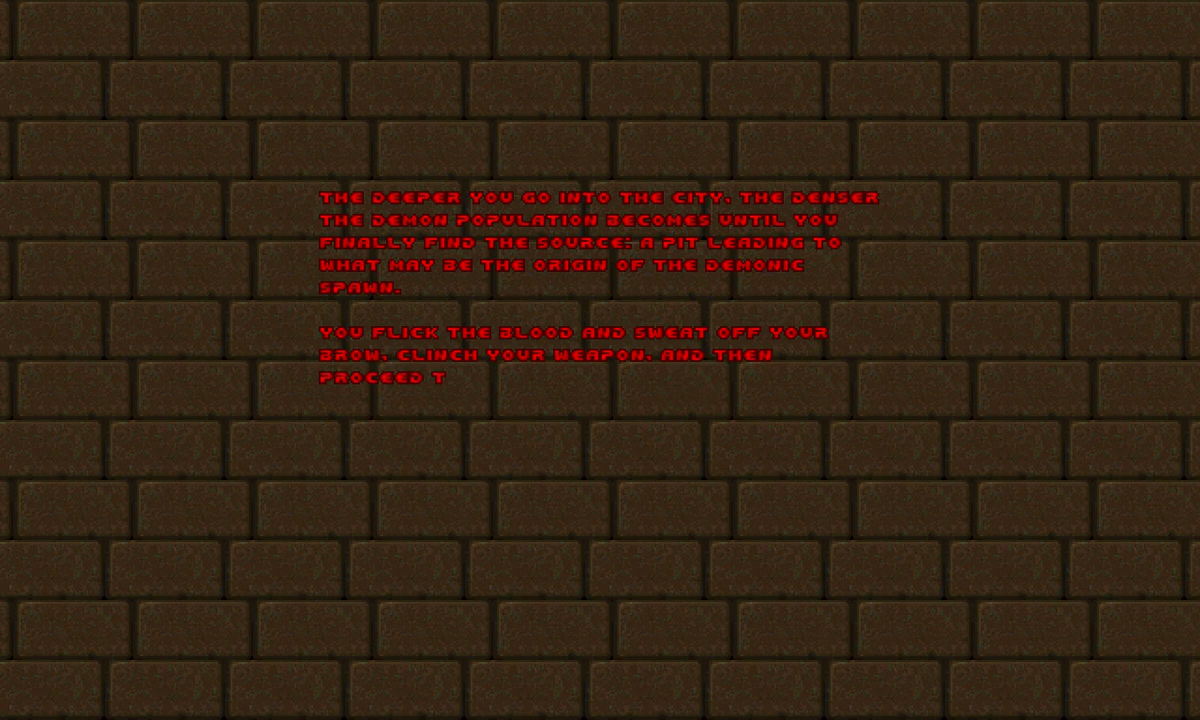 THE DEEPER YOU GO INTO THE CITY, THE DENSER
THE DEMON POPULATION BECOMES UNTIL YOU
FINALLY FIND THE SOURCE: A PIT LEADING TO
WHAT MAY BE THE ORIGIN OF THE DEMONIC
SPAWN.

YOU FLICK THE BLOOD AND SWEAT OFF YOUR
BROW, CLINCH YOUR WEAPON, AND THEN
PROCEED T